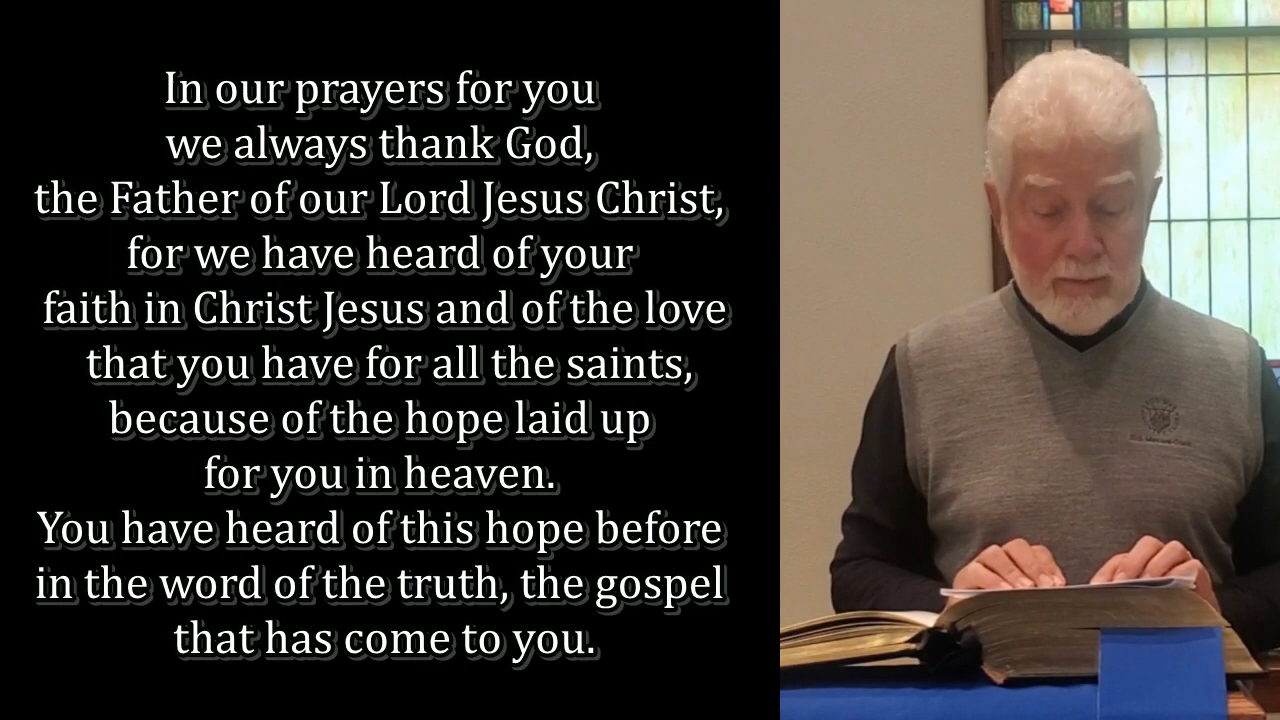 In our prayers for you
we always thank God,
the Father of our Lord Jesus Christ,
for we have heard of your
faith in Christ Jesus and of the love
that you have for all the saints,
because of the hope laid up
for you in heaven.
You have heard of this hope before
in the word of the truth, the gospel
that has come to you.